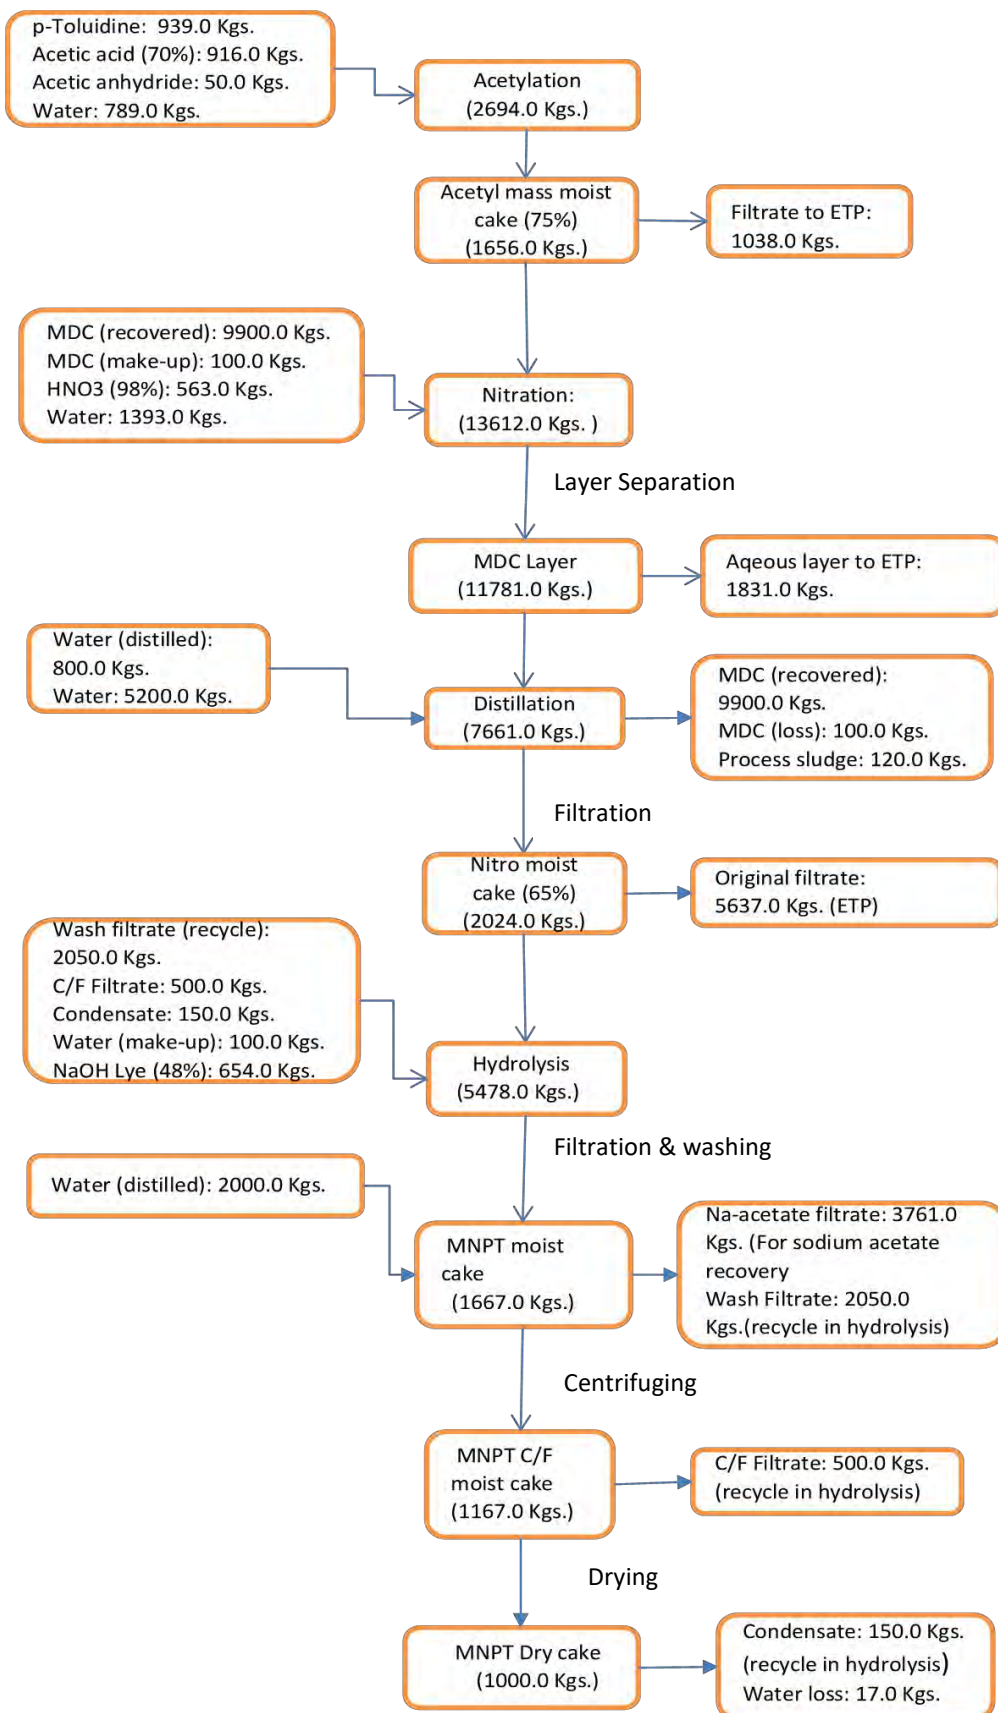 p-Toluidine: 939.0 Kgs.
Acetic acid (70%): 916.0 Kgs.
Acetic anhydride: 50.0 Kgs.
Water: 789.0 Kgs.
Acetylation
(2694.0 Kgs.)
Acetyl mass moist
cake (75%)
(1656.0 Kgs.)
Filtrate to ETP:
1038.0 Kgs.
MDC (recovered): 9900.0 Kgs.
MDC (make-up): 100.0 Kgs.
HNO3 (98%): 563.0 Kgs.
Water: 1393.0 Kgs.
Nitration:
(13612.0 Kgs. )
Layer Separation
MDC Layer
(11781.0 Kgs.)
Aqeous layer to ETP:
1831.0 Kgs.
Water (distilled):
800.0 Kgs.
Water: 5200.0 Kgs.
Distillation
(7661.0 Kgs.)
MDC (recovered):
9900.0 Kgs.
MDC (loss): 100.0 Kgs.
Process sludge: 120.0 Kgs.
Filtration
Nitro moist
cake (65%)
(2024.0 Kgs.)
Original filtrate:
5637.0 Kgs. (ETP)
Wash filtrate (recycle):
2050.0 Kgs.
C/F Filtrate: 500.0 Kgs.
Condensate: 150.0 Kgs.
Water (make-up): 100.0 Kgs.
NaOH Lye (48%): 654.0 Kgs.
Hydrolysis
(5478.0 Kgs.)
Filtration & washing
Water (distilled): 2000.0 Kgs.
MNPT moist
cake
(1667.0 Kgs.)
Na-acetate filtrate: 3761.0
Kgs. (For sodium acetate
recovery
Wash Filtrate: 2050.0
Kgs.(recycle in hydrolysis)
Centrifuging
MNPT C/F
moist cake
(1167.0 Kgs.)
C/F Filtrate: 500.0 Kgs.
(recycle in hydrolysis)
Drying
MNPT Dry cake
(1000.0 Kgs.)
Condensate: 150.0 Kgs.
(recycle in hydrolysis)
Water loss: 17.0 Kgs.